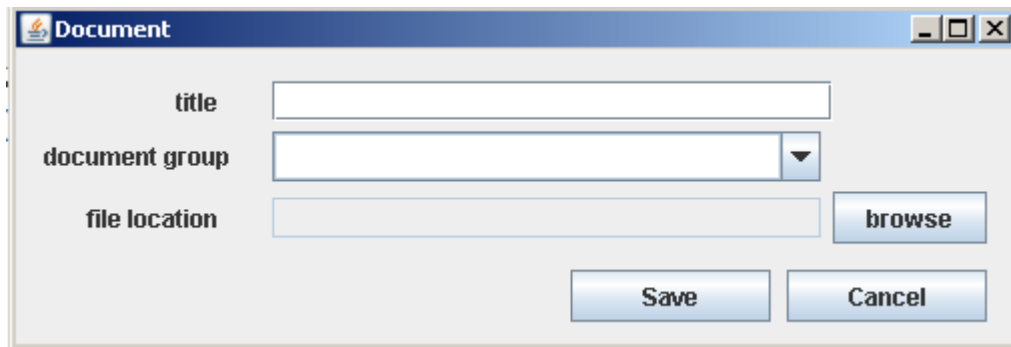 Document
title
document group
file location browse
Save Cancel